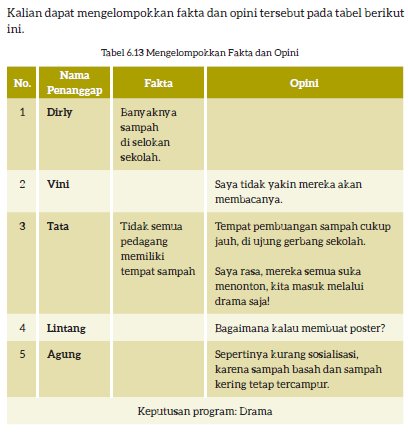 Kalian dapat mengelompokkan fakta dan opini tersebut pada tabel berikut
ini.
Tabel 6.13 Mengelompokkan Fakta dan Opini
No. Nama Penanggap Fakta Opini
1 Dirly Banyaknya
sampah
di selokan
sekolah.
2 Vini Saya tidak yakin mereka akan
membacanya.
3 Tata Tidak semua
pedagang
memiliki
tempat sampah
Tempat pembuangan sampah cukup
jauh, di ujung gerbang sekolah.
Saya rasa, mereka semua suka
menonton, kita masuk melalui
drama saja!
4 Lintang Bagaimana kalau membuat poster?
5 Agung Sepertinya kurang sosialisasi,
karena sampah basah dan sampah
kering tetap tercampur.
Keputusan program: Drama